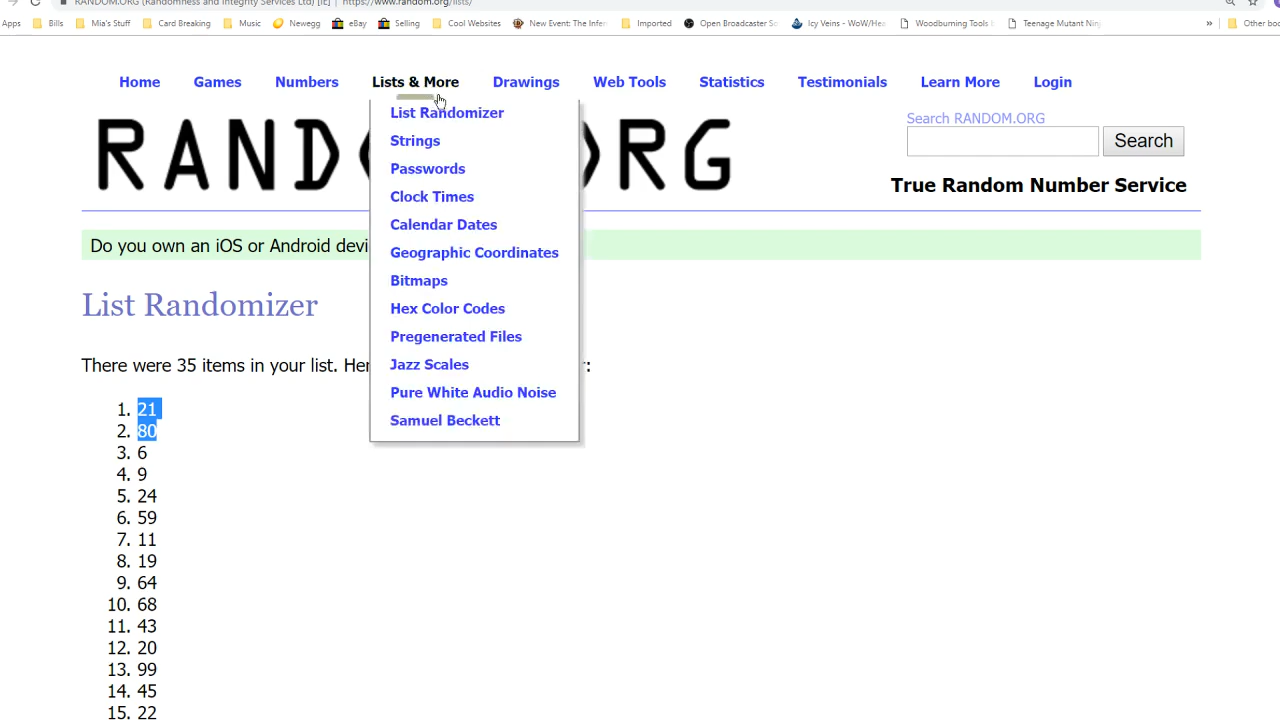 RANDOM.ORG (Randomness and Integrity Services Ltd) [IE] | https://www.random.org/lists/
Apps Bills Mia's Stuff Card Breaking Music Newegg eBay Selling Cool Websites New Event: The Infern Imported Open Broadcaster So Icy Veins - WoW/Hea Woodburning Tools Teenage Mutant Ninj » Other boo
Home Games Numbers Lists & More Drawings Web Tools Statistics Testimonials Learn More Login
List Randomizer
Strings
Passwords
Clock Times
Calendar Dates
Geographic Coordinates
Bitmaps
Hex Color Codes
Pregenerated Files
Jazz Scales
Pure White Audio Noise
Samuel Beckett
RAND ORG
Search RANDOM.ORG
Search
True Random Number Service
Do you own an iOS or Android devi
List Randomizer
There were 35 items in your list. Her :
1. 21
2. 80
3. 6
4. 9
5. 24
6. 59
7. 11
8. 19
9. 64
10. 68
11. 43
12. 20
13. 99
14. 45
15. 22